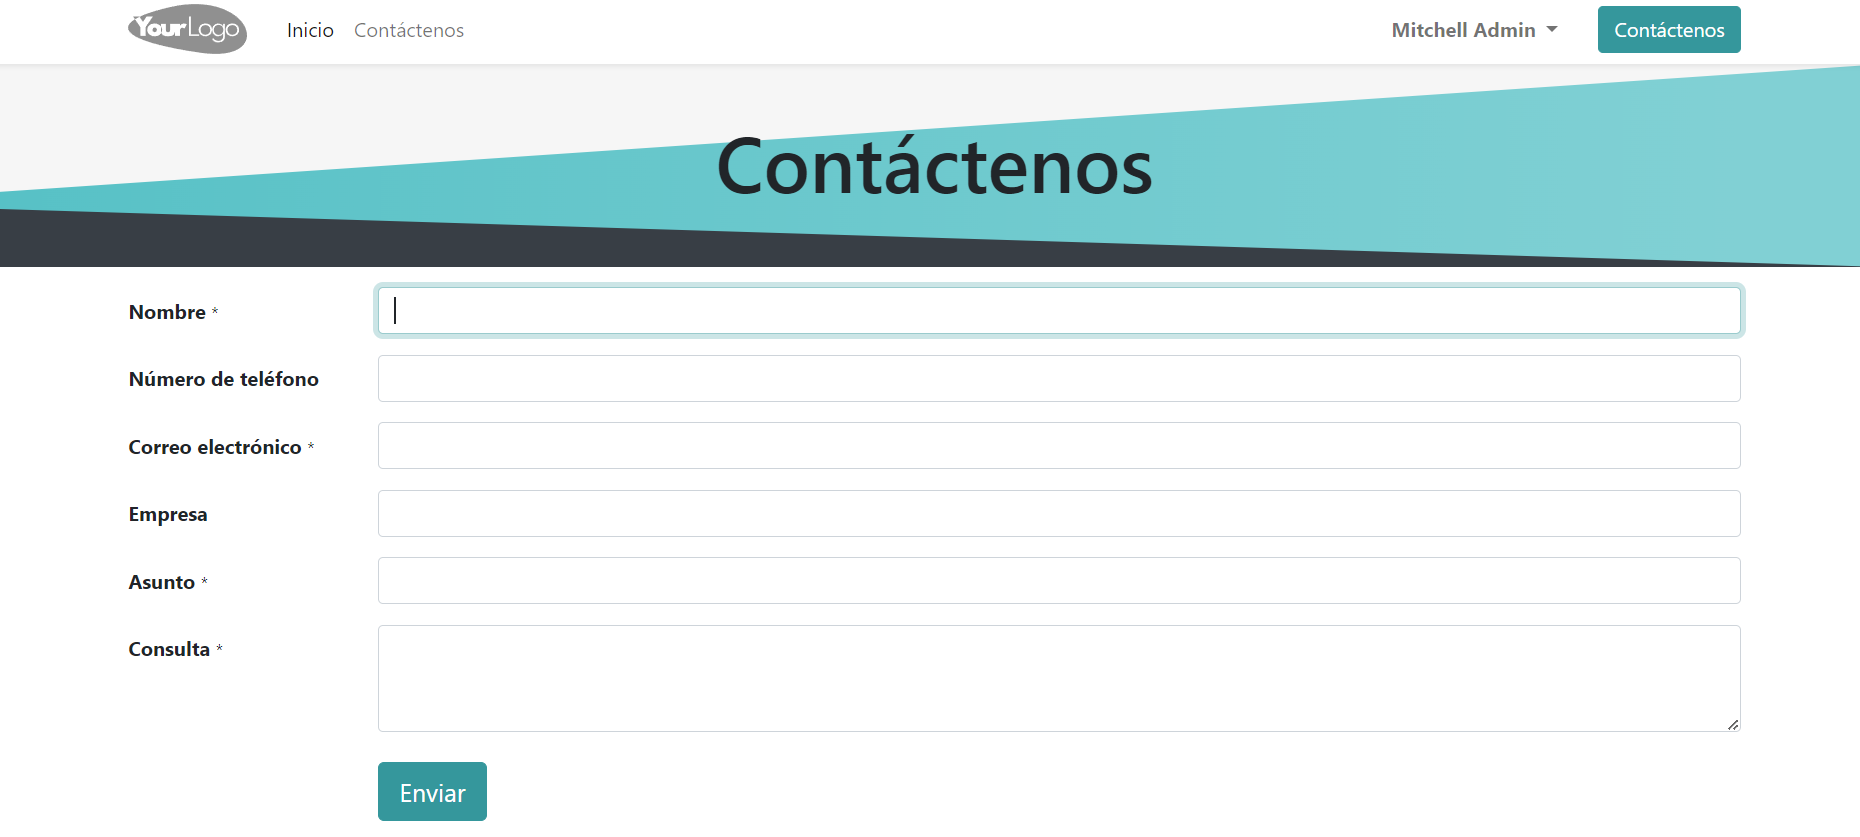 YourLogo
Inicio Contáctenos Mitchell Admin Contáctenos
Contáctenos
Nombre *
Número de teléfono
Correo electrónico *
Empresa
Asunto *
Consulta *
Enviar